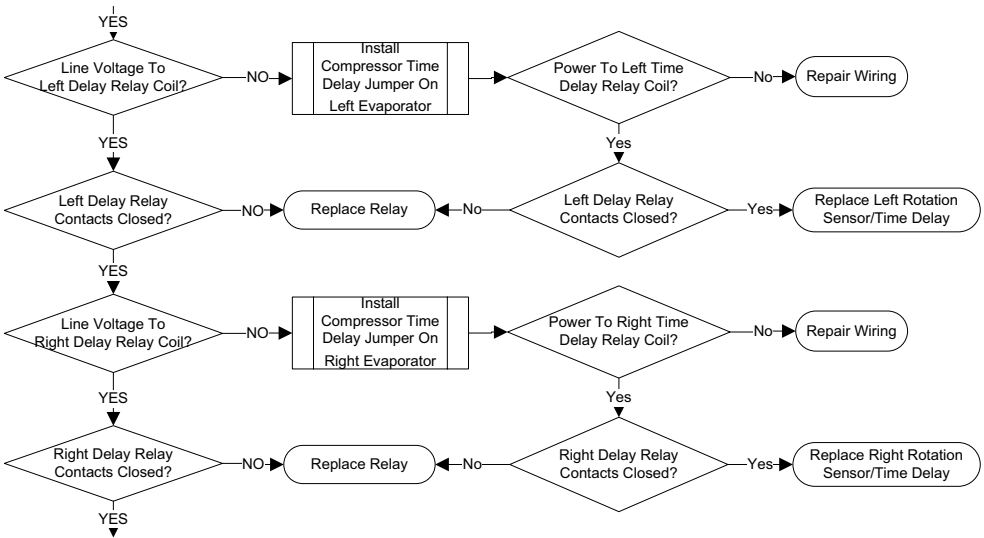 YES
Line Voltage To
Left Delay Relay Coil?
NO
Install
Compressor Time
Delay Jumper On
Left Evaporator
Power To Left Time
Delay Relay Coil?
No
Repair Wiring
YES
Yes
Left Delay Relay
Contacts Closed?
NO
Replace Relay
No
Left Delay Relay
Contacts Closed?
Yes
Replace Left Rotation
Sensor/Time Delay
YES
Line Voltage To
Right Delay Relay Coil?
NO
Install
Compressor Time
Delay Jumper On
Right Evaporator
Power To Right Time
Delay Relay Coil?
No
Repair Wiring
YES
Yes
Right Delay Relay
Contacts Closed?
NO
Replace Relay
No
Right Delay Relay
Contacts Closed?
Yes
Replace Right Rotation
Sensor/Time Delay
YES